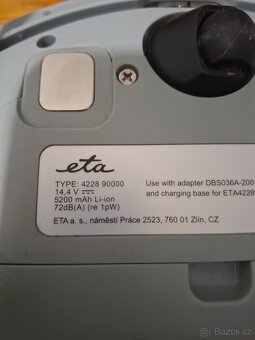 eta
TYPE: 4228 90000
14,4 V ⎓
5200 mAh Li-ion
72dB(A) (re 1pW)
Use with adapter DBS036A-200
and charging base for ETA4228
ETA a. s., náměstí Práce 2523, 760 01 Zlín, CZ
Bazoš.cz